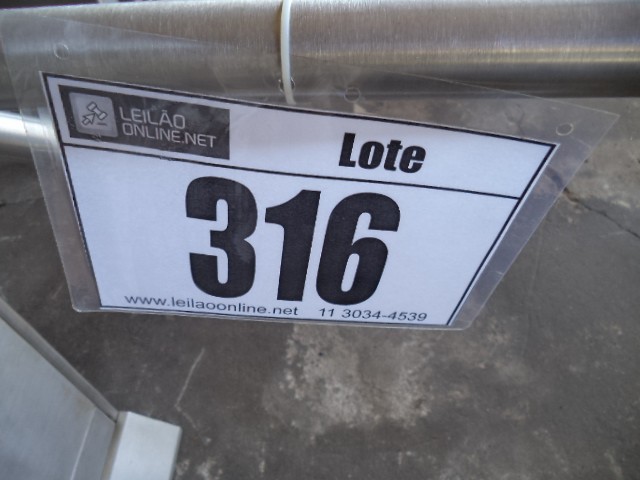 LEILÃO
ONLINE.NET
Lote
316
www.leilaoonline.net 11 3034-4539